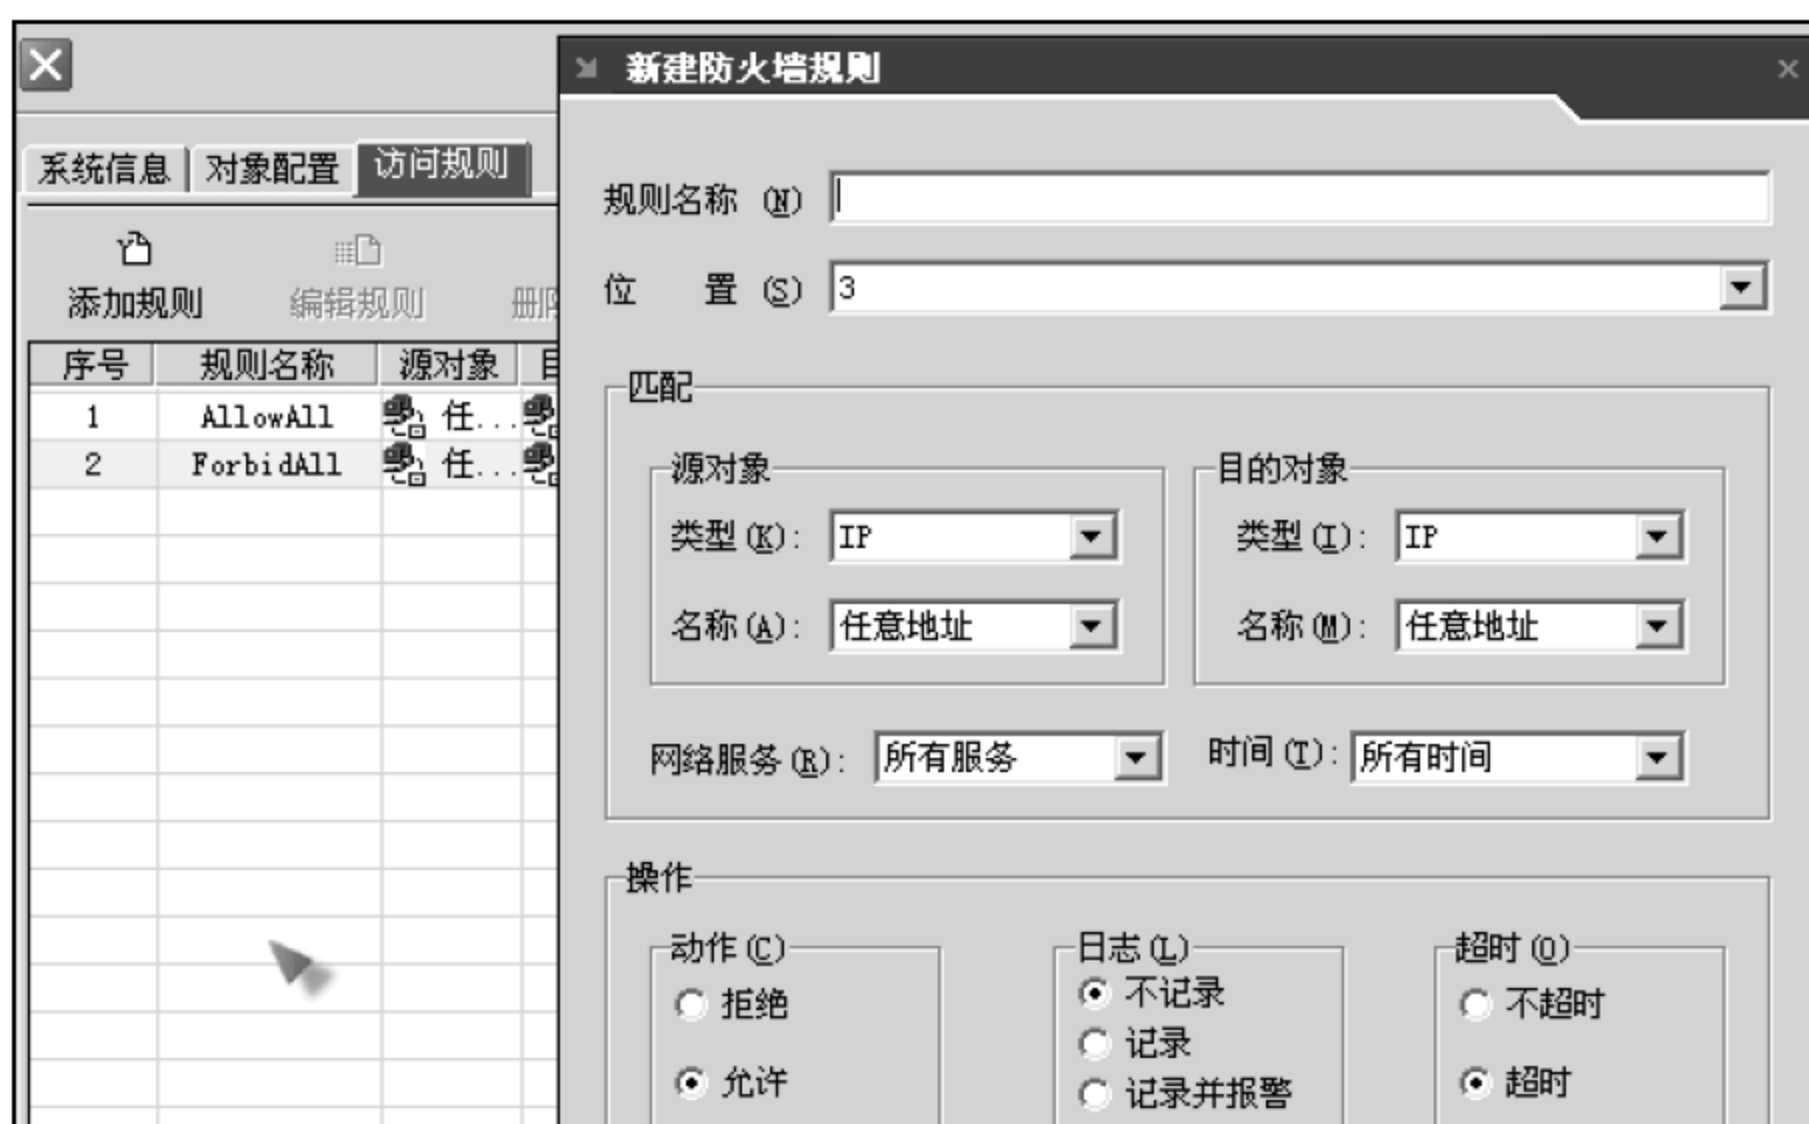 新建防火墙规则
系统信息 对象配置 访问规则
添加规则 编辑规则
序号 规则名称 源对象
1 AllowAll 任...
2 ForbidAll 任...
规则名称 (N)
位 置 (S) 3
匹配
源对象 目的对象
类型(K): IP 类型(I): IP
名称(A): 任意地址 名称(M): 任意地址
网络服务(R): 所有服务 时间(T): 所有时间
操作
动作(C) 日志(L) 超时(O)
拒绝 不记录 不超时
记录
允许 记录并报警 超时